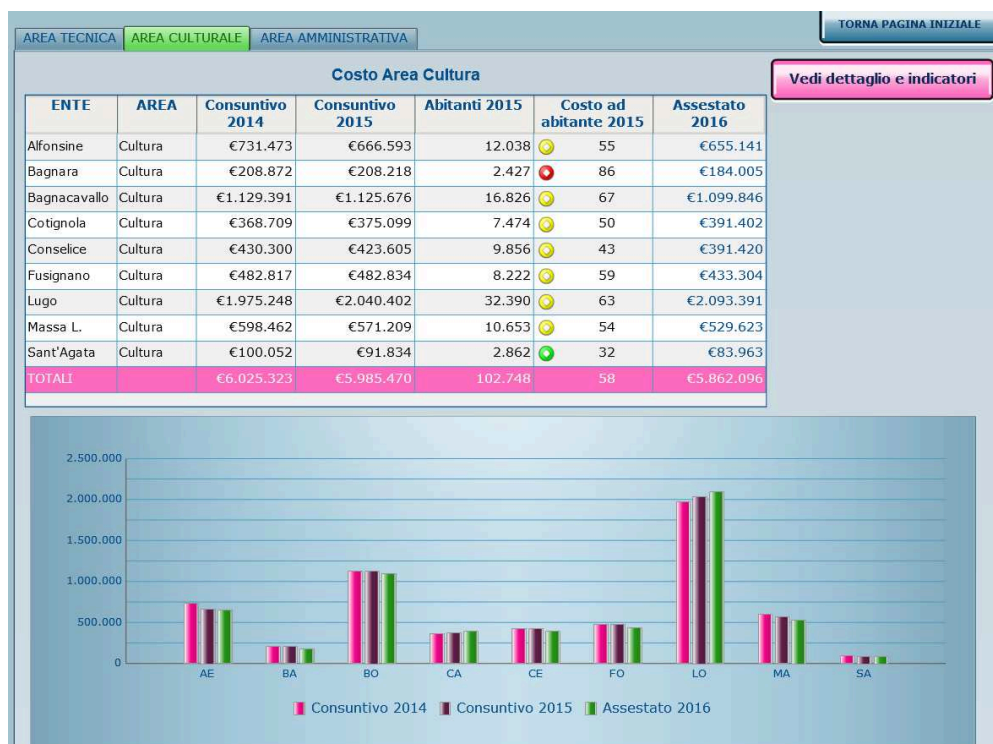 TORNA PAGINA INIZIALE
AREA TECNICA AREA CULTURALE AREA AMMINISTRATIVA
Costo Area Cultura
Vedi dettaglio e indicatori
ENTE AREA Consuntivo 2014 Consuntivo 2015 Abitanti 2015 Costo ad abitante 2015 Assestato 2016
Alfonsine Cultura €731.473 €666.593 12.038 55 €655.141
Bagnara Cultura €208.872 €208.218 2.427 86 €184.005
Bagnacavallo Cultura €1.129.391 €1.125.676 16.826 67 €1.099.846
Cotignola Cultura €368.709 €375.099 7.474 50 €391.402
Conselice Cultura €430.300 €423.605 9.856 43 €391.420
Fusignano Cultura €482.817 €482.834 8.222 59 €433.304
Lugo Cultura €1.975.248 €2.040.402 32.390 63 €2.093.391
Massa L. Cultura €598.462 €571.209 10.653 54 €529.623
Sant'Agata Cultura €100.052 €91.834 2.862 32 €83.963
TOTALI €6.025.323 €5.985.470 102.748 58 €5.862.096
2.500.000
2.000.000
1.500.000
1.000.000
500.000
0
AE BA BO CA CE FO LO MA SA
Consuntivo 2014 Consuntivo 2015 Assestato 2016